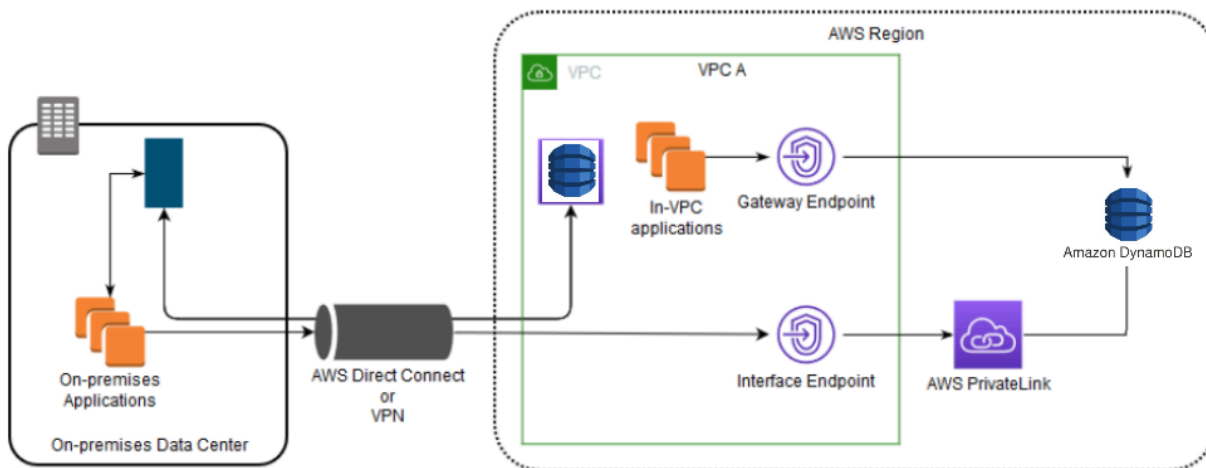 AWS Region
VPC
VPC A
In-VPC
applications
Gateway Endpoint
Amazon DynamoDB
On-premises
Applications
AWS Direct Connect
or
VPN
Interface Endpoint
AWS PrivateLink
On-premises Data Center